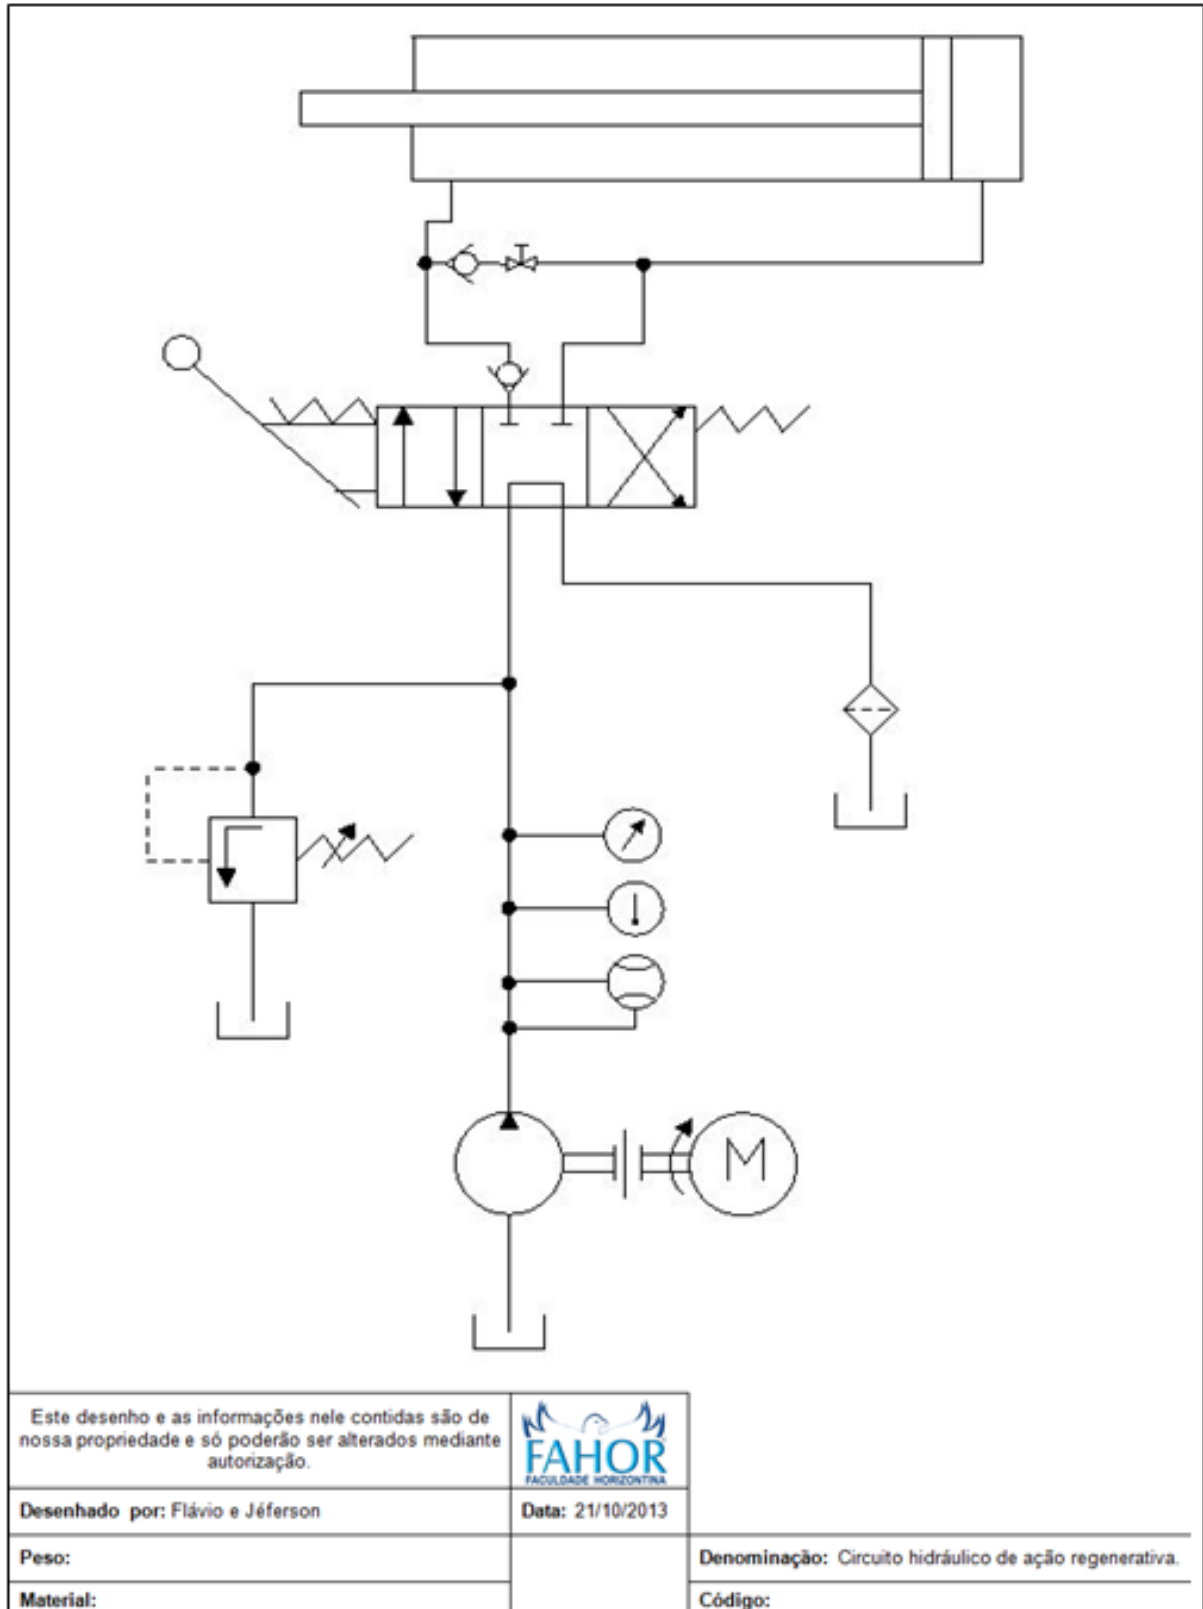 M
Este desenho e as informações nele contidas são de
nossa propriedade e só poderão ser alterados mediante
autorização.
FAHOR
FACULDADE HORIZONTINA
Desenhado por: Flávio e Jéferson
Data: 21/10/2013
Peso:
Denominação: Circuito hidráulico de ação regenerativa.
Material:
Código: